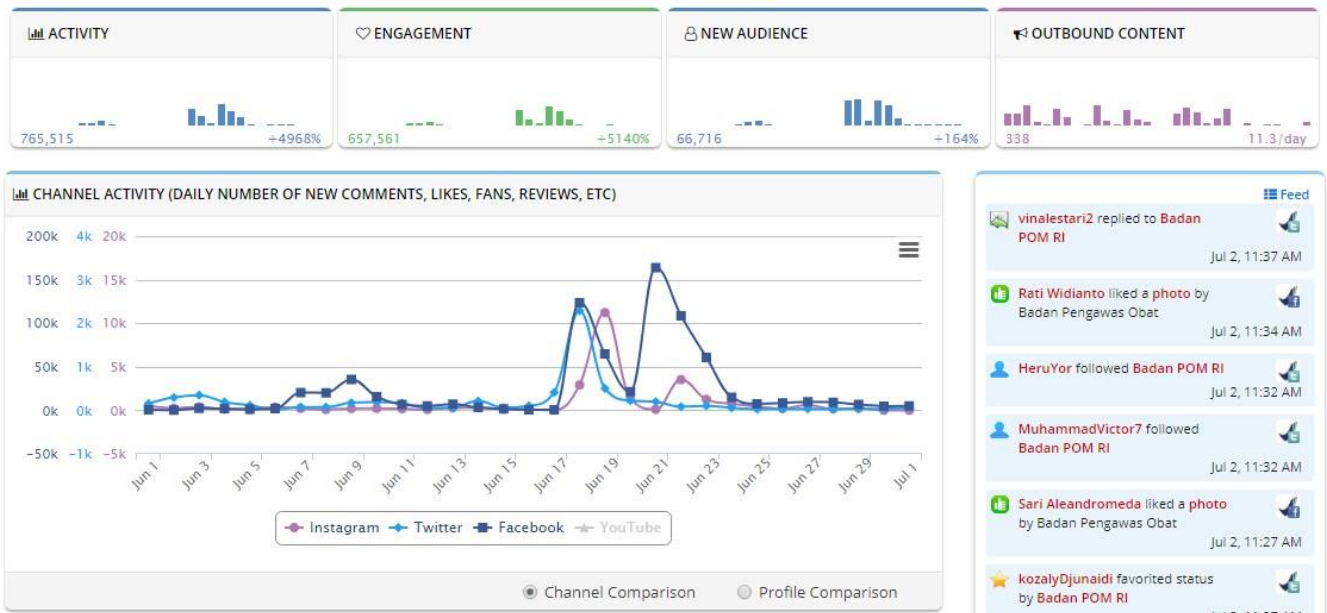 ACTIVITY
ENGAGEMENT
NEW AUDIENCE
OUTBOUND CONTENT
765,515 +4968%
657,561 +5140%
66,716 +164%
338 11.3/day
CHANNEL ACTIVITY (DAILY NUMBER OF NEW COMMENTS, LIKES, FANS, REVIEWS, ETC)
200k 4k 20k
150k 3k 15k
100k 2k 10k
50k 1k 5k
0k 0k 0k
-50k -1k -5k
Jun 1 Jun 3 Jun 5 Jun 7 Jun 9 Jun 11 Jun 13 Jun 15 Jun 17 Jun 19 Jun 21 Jun 23 Jun 25 Jun 27 Jun 29 Jul 1
Instagram Twitter Facebook YouTube
Channel Comparison Profile Comparison
Feed
vinalestari2 replied to Badan
POM RI
Jul 2, 11:37 AM
Rati Widianto liked a photo by
Badan Pengawas Obat
Jul 2, 11:34 AM
HeruYor followed Badan POM RI
Jul 2, 11:32 AM
MuhammadVictor7 followed
Badan POM RI
Jul 2, 11:32 AM
Sari Aleandromeda liked a photo
by Badan Pengawas Obat
Jul 2, 11:27 AM
kozalyDjunaidi favorited status
by Badan POM RI